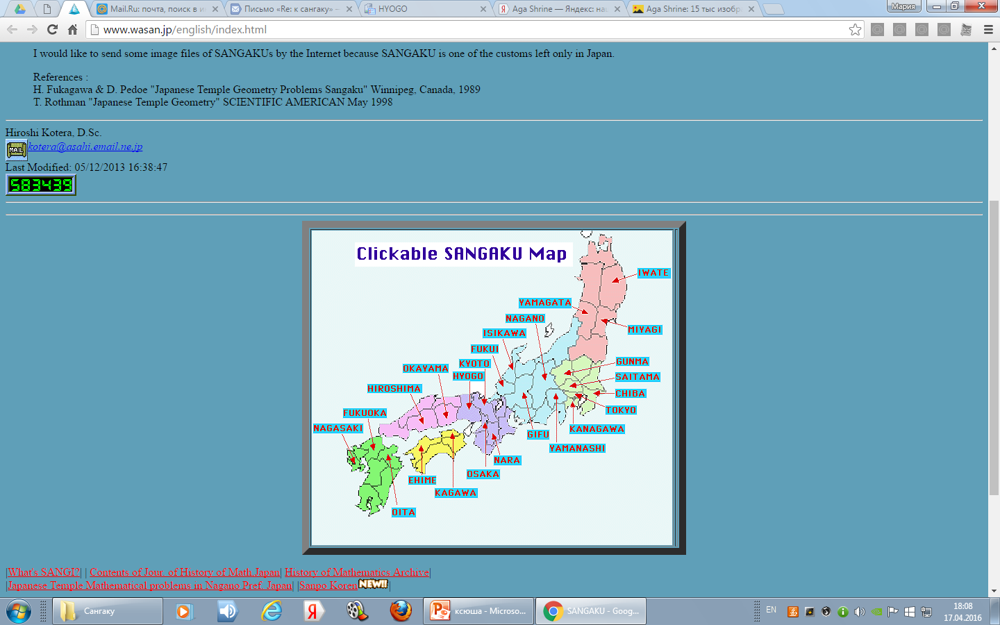 Mail.Ru: почта, поиск в ин
Письмо «Re: к сангаку» –
HYOGO
Aga Shrine — Яндекс: на
Aga Shrine: 15 тыс изобр
Мария
www.wasan.jp/english/index.html
I would like to send some image files of SANGAKUs by the Internet because SANGAKU is one of the customs left only in Japan.
References :
H. Fukagawa & D. Pedoe "Japanese Temple Geometry Problems Sangaku" Winnipeg, Canada, 1989
T. Rothman "Japanese Temple Geometry" SCIENTIFIC AMERICAN May 1998
Hiroshi Kotera, D.Sc.
MAIL kotera@asahi.email.ne.jp
Last Modified: 05/12/2013 16:38:47
583439
Clickable SANGAKU Map
IWATE
YAMAGATA
NAGANO
MIYAGI
ISIKAWA
FUKUI
KYOTO
GUNMA
OKAYAMA
HYOGO
SAITAMA
HIROSHIMA
CHIBA
TOKYO
FUKUOKA
NAGASAKI
KANAGAWA
GIFU
YAMANASHI
NARA
OSAKA
EHIME
KAGAWA
OITA
|What's SANGI?| | Contents of Jour. of History of Math.Japan| History of Mathematics Archive|
|Japanese Temple Mathematical problems in Nagano Pref. Japan| |Sanpo Koren NEW!! |
Сангаку
ксюша - Microso...
SANGAKU - Goog...
EN
18:08
17.04.2016